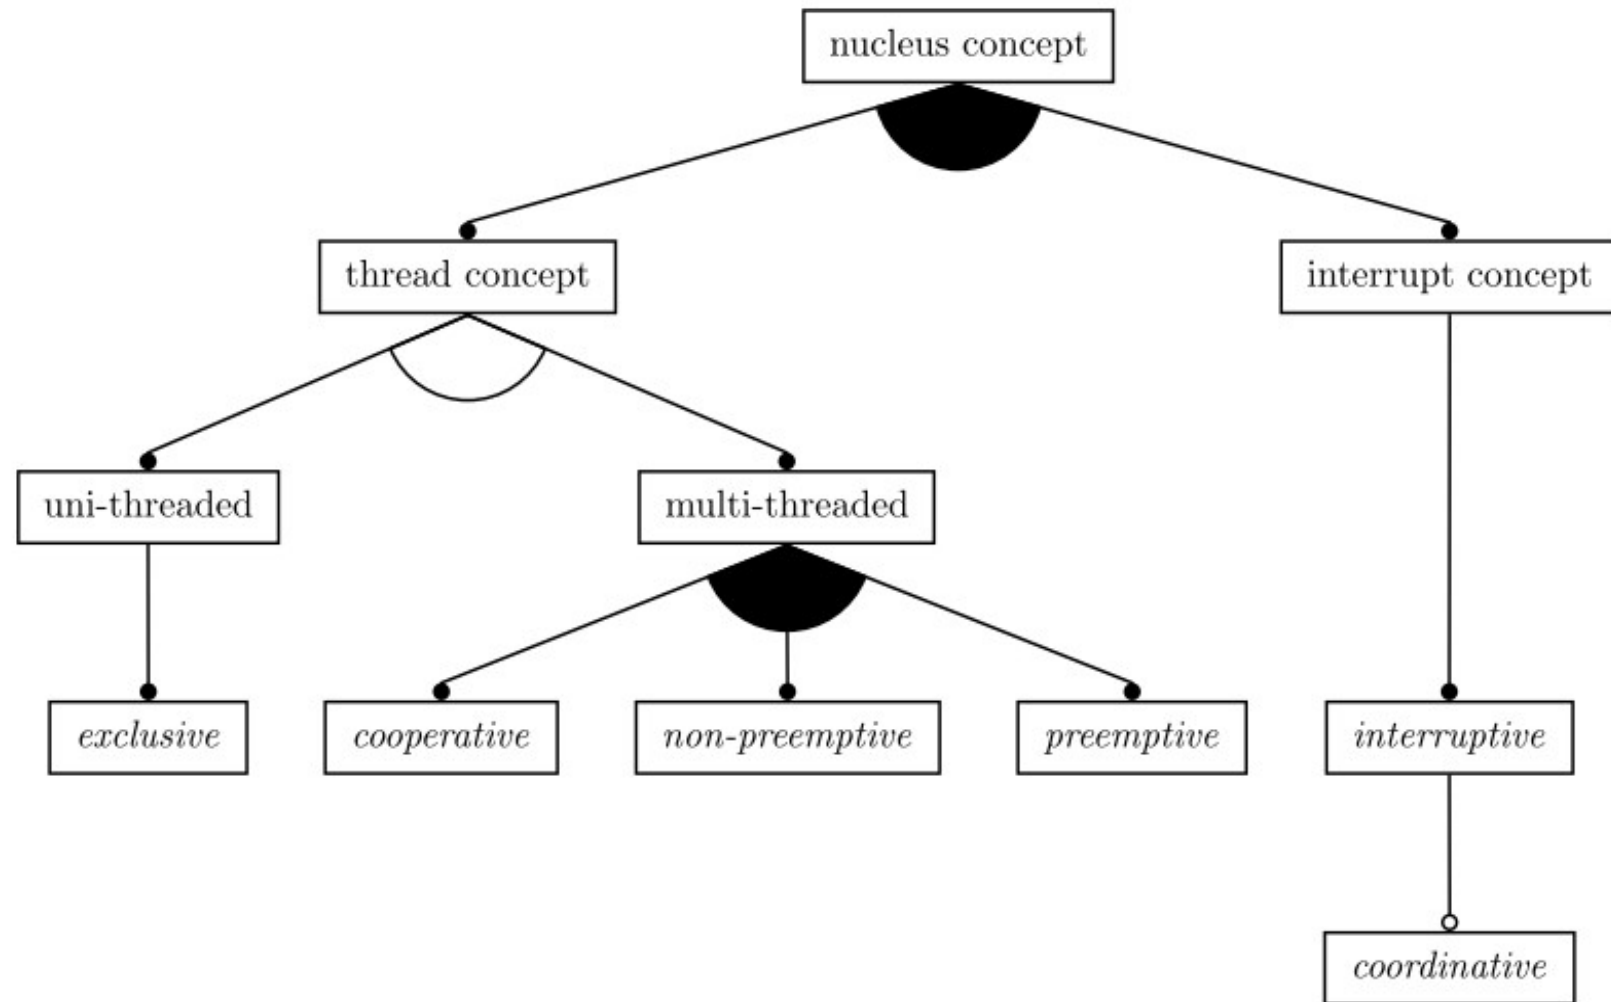 nucleus concept
thread concept
interrupt concept
uni-threaded
multi-threaded
exclusive
cooperative
non-preemptive
preemptive
interruptive
coordinative